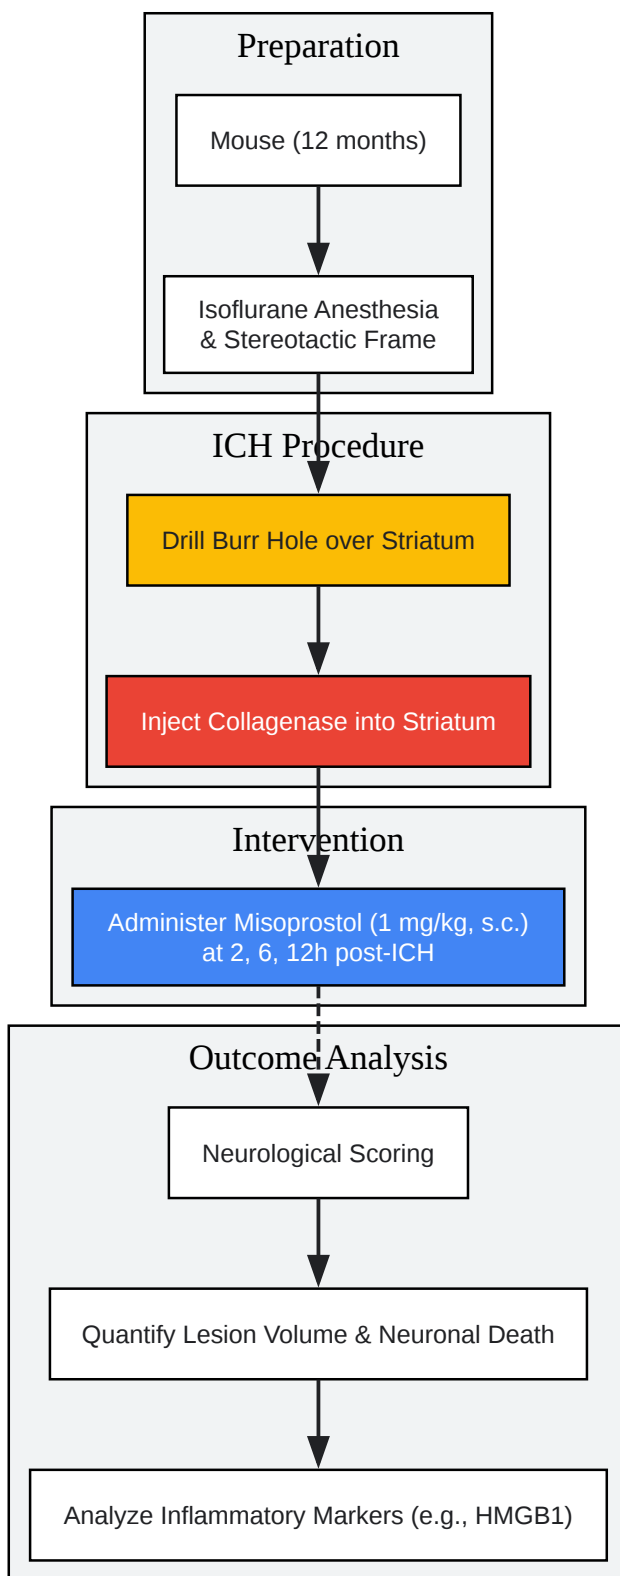 Preparation
Mouse (12 months)
Isoflurane Anesthesia
& Stereotactic Frame
ICH Procedure
Drill Burr Hole over Striatum
Inject Collagenase into Striatum
Intervention
Administer Misoprostol (1 mg/kg, s.c.)
at 2, 6, 12h post-ICH
Outcome Analysis
Neurological Scoring
Quantify Lesion Volume & Neuronal Death
Analyze Inflammatory Markers (e.g., HMGB1)